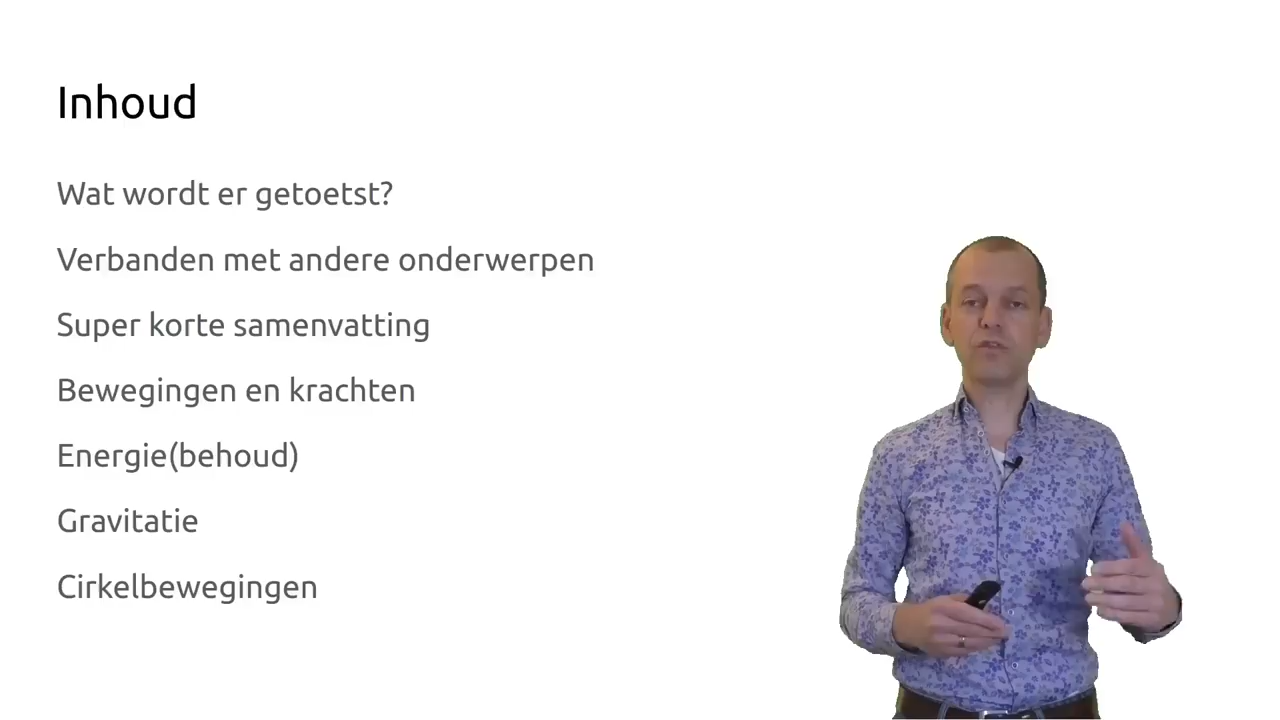 Inhoud
Wat wordt er getoetst?
Verbanden met andere onderwerpen
Super korte samenvatting
Bewegingen en krachten
Energie(behoud)
Gravitatie
Cirkelbewegingen